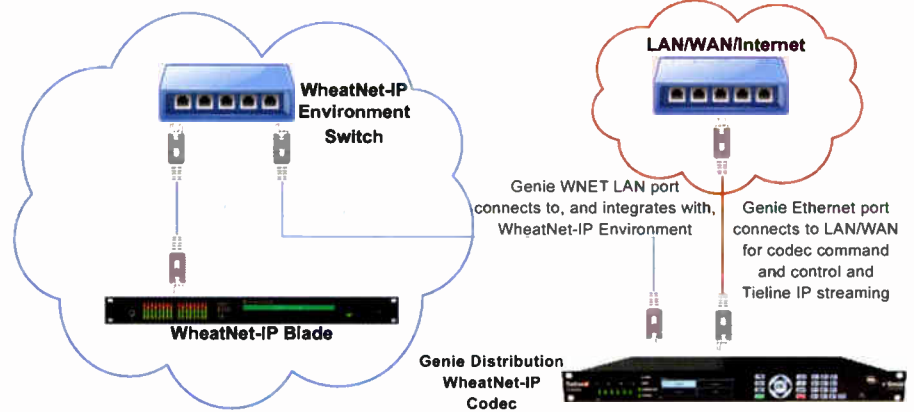 WheatNet-IP
Environment
Switch
LAN/WAN/Internet
Genie WNET LAN port
connects to, and integrates with,
WheatNet-IP Environment
Genie Ethernet port
connects to LAN/WAN
for codec command
and control and
Tieline IP streaming
WheatNet-IP Blade
Genie Distribution
WheatNet-IP
Codec